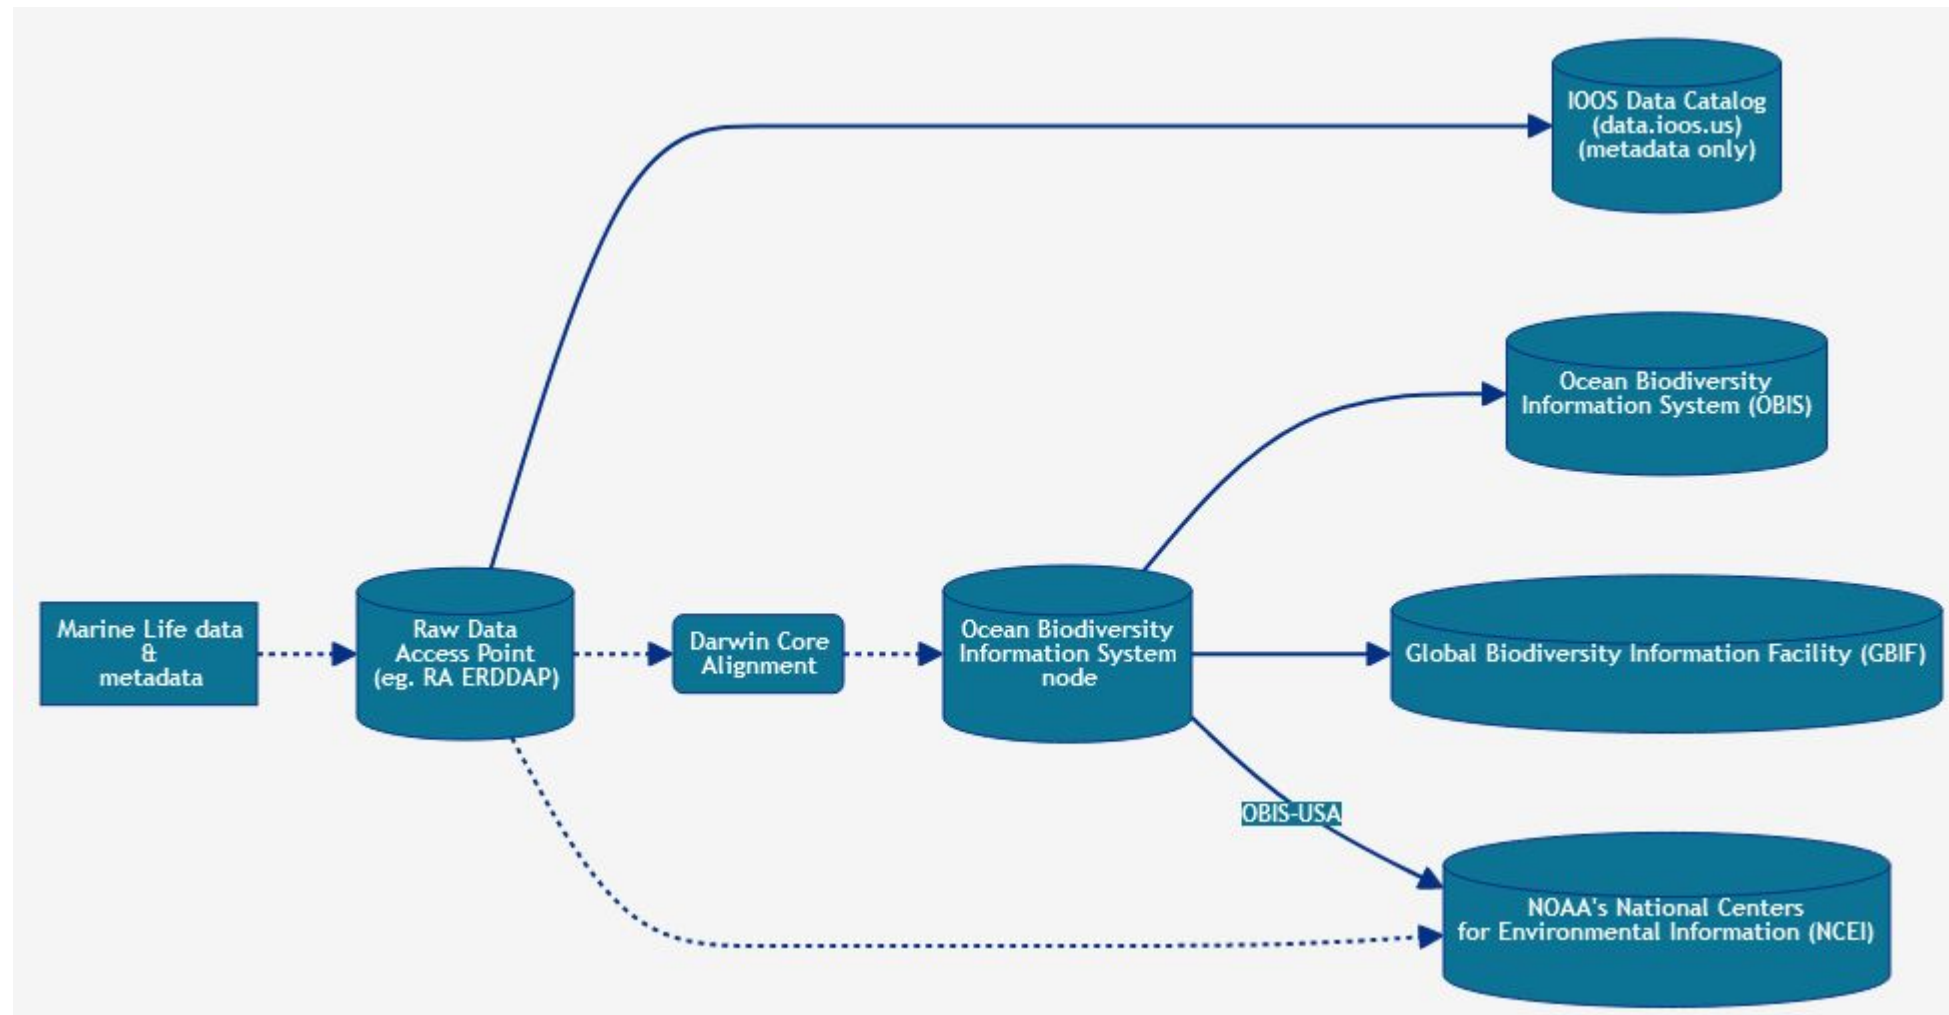 IOOS Data Catalog
(data.ioos.us)
(metadata only)
Ocean Biodiversity
Information System (OBIS)
Marine Life data
&
metadata
Raw Data
Access Point
(eg. RA ERDDAP)
Darwin Core
Alignment
Ocean Biodiversity
Information System
node
Global Biodiversity Information Facility (GBIF)
OBIS-USA
NOAA's National Centers
for Environmental Information (NCEI)